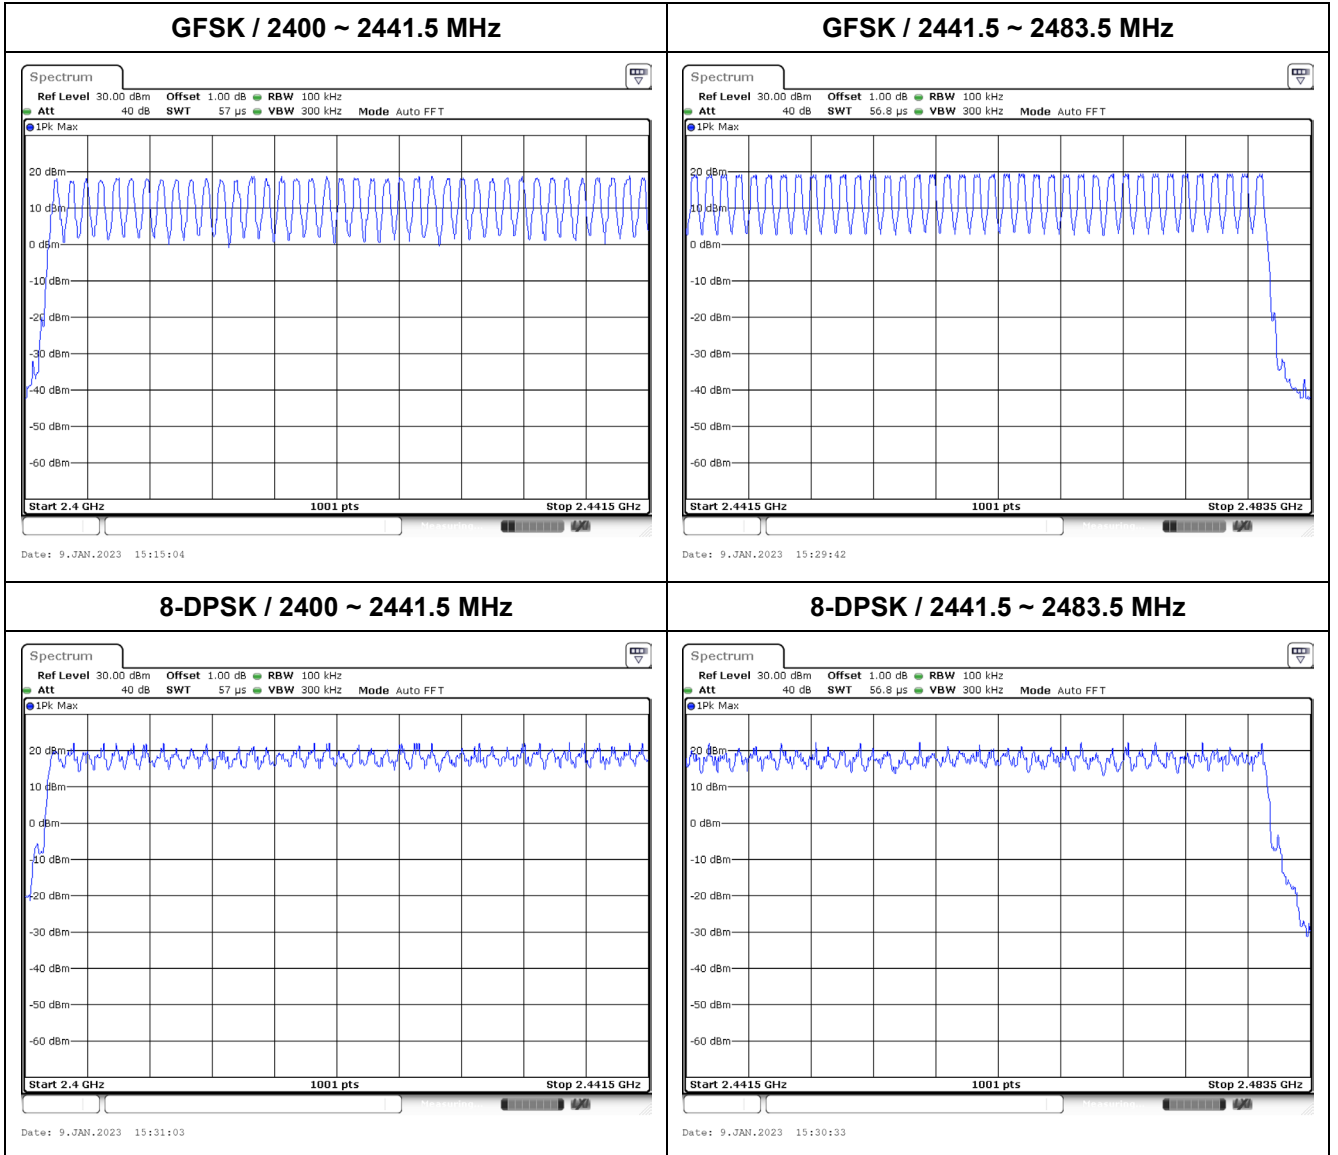 GFSK / 2400 ~ 2441.5 MHz
Spectrum
Ref Level 30.00 dBm Offset 1.00 dB RBW 100 kHz
Att 40 dB SWT 57 µs VBW 300 kHz Mode Auto FFT
1Pk Max
20 dBm
10 dBm
0 dBm
-10 dBm
-20 dBm
-30 dBm
-40 dBm
-50 dBm
-60 dBm
Start 2.4 GHz 1001 pts Stop 2.4415 GHz
Measuring...
Date: 9.JAN.2023 15:15:04
GFSK / 2441.5 ~ 2483.5 MHz
Spectrum
Ref Level 30.00 dBm Offset 1.00 dB RBW 100 kHz
Att 40 dB SWT 56.8 µs VBW 300 kHz Mode Auto FFT
1Pk Max
20 dBm
10 dBm
0 dBm
-10 dBm
-20 dBm
-30 dBm
-40 dBm
-50 dBm
-60 dBm
Start 2.4415 GHz 1001 pts Stop 2.4835 GHz
Measuring...
Date: 9.JAN.2023 15:29:42
8-DPSK / 2400 ~ 2441.5 MHz
Spectrum
Ref Level 30.00 dBm Offset 1.00 dB RBW 100 kHz
Att 40 dB SWT 57 µs VBW 300 kHz Mode Auto FFT
1Pk Max
20 dBm
10 dBm
0 dBm
-10 dBm
-20 dBm
-30 dBm
-40 dBm
-50 dBm
-60 dBm
Start 2.4 GHz 1001 pts Stop 2.4415 GHz
Date: 9.JAN.2023 15:31:03
8-DPSK / 2441.5 ~ 2483.5 MHz
Spectrum
Ref Level 30.00 dBm Offset 1.00 dB RBW 100 kHz
Att 40 dB SWT 56.8 µs VBW 300 kHz Mode Auto FFT
1Pk Max
20 dBm
10 dBm
0 dBm
-10 dBm
-20 dBm
-30 dBm
-40 dBm
-50 dBm
-60 dBm
Start 2.4415 GHz 1001 pts Stop 2.4835 GHz
Date: 9.JAN.2023 15:30:33